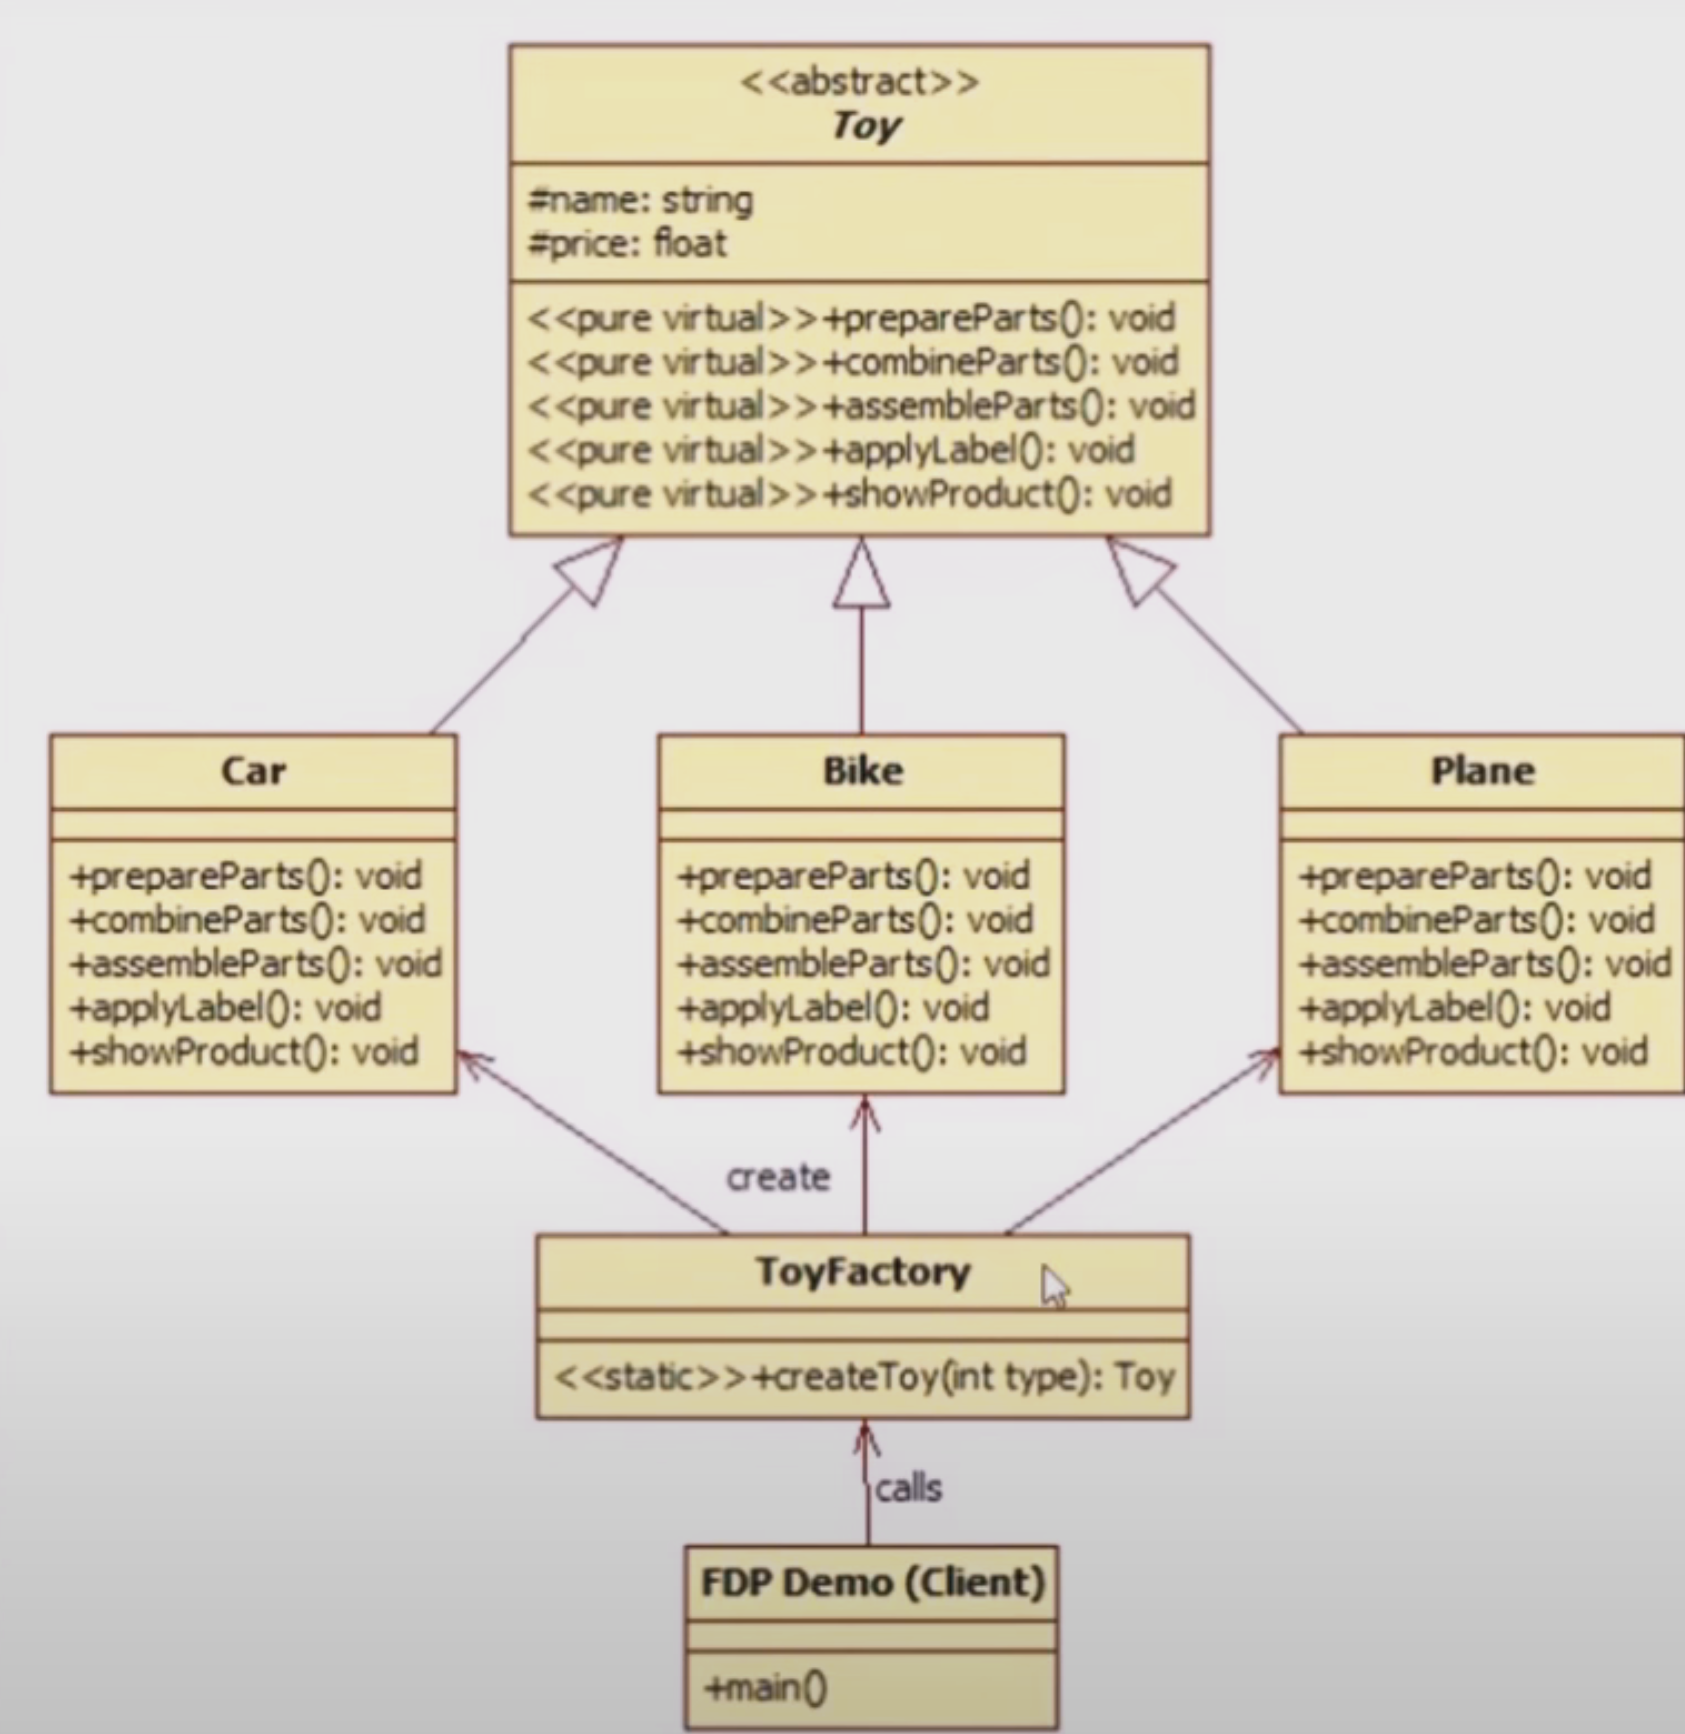 <<abstract>>
Toy
#name: string
#price: float
<<pure virtual>>+prepareParts(): void
<<pure virtual>>+combineParts(): void
<<pure virtual>>+assembleParts(): void
<<pure virtual>>+applyLabel(): void
<<pure virtual>>+showProduct(): void
Car
+prepareParts(): void
+combineParts(): void
+assembleParts(): void
+applyLabel(): void
+showProduct(): void
Bike
+prepareParts(): void
+combineParts(): void
+assembleParts(): void
+applyLabel(): void
+showProduct(): void
Plane
+prepareParts(): void
+combineParts(): void
+assembleParts(): void
+applyLabel(): void
+showProduct(): void
create
ToyFactory
<<static>>+createToy(int type): Toy
calls
FDP Demo (Client)
+main()